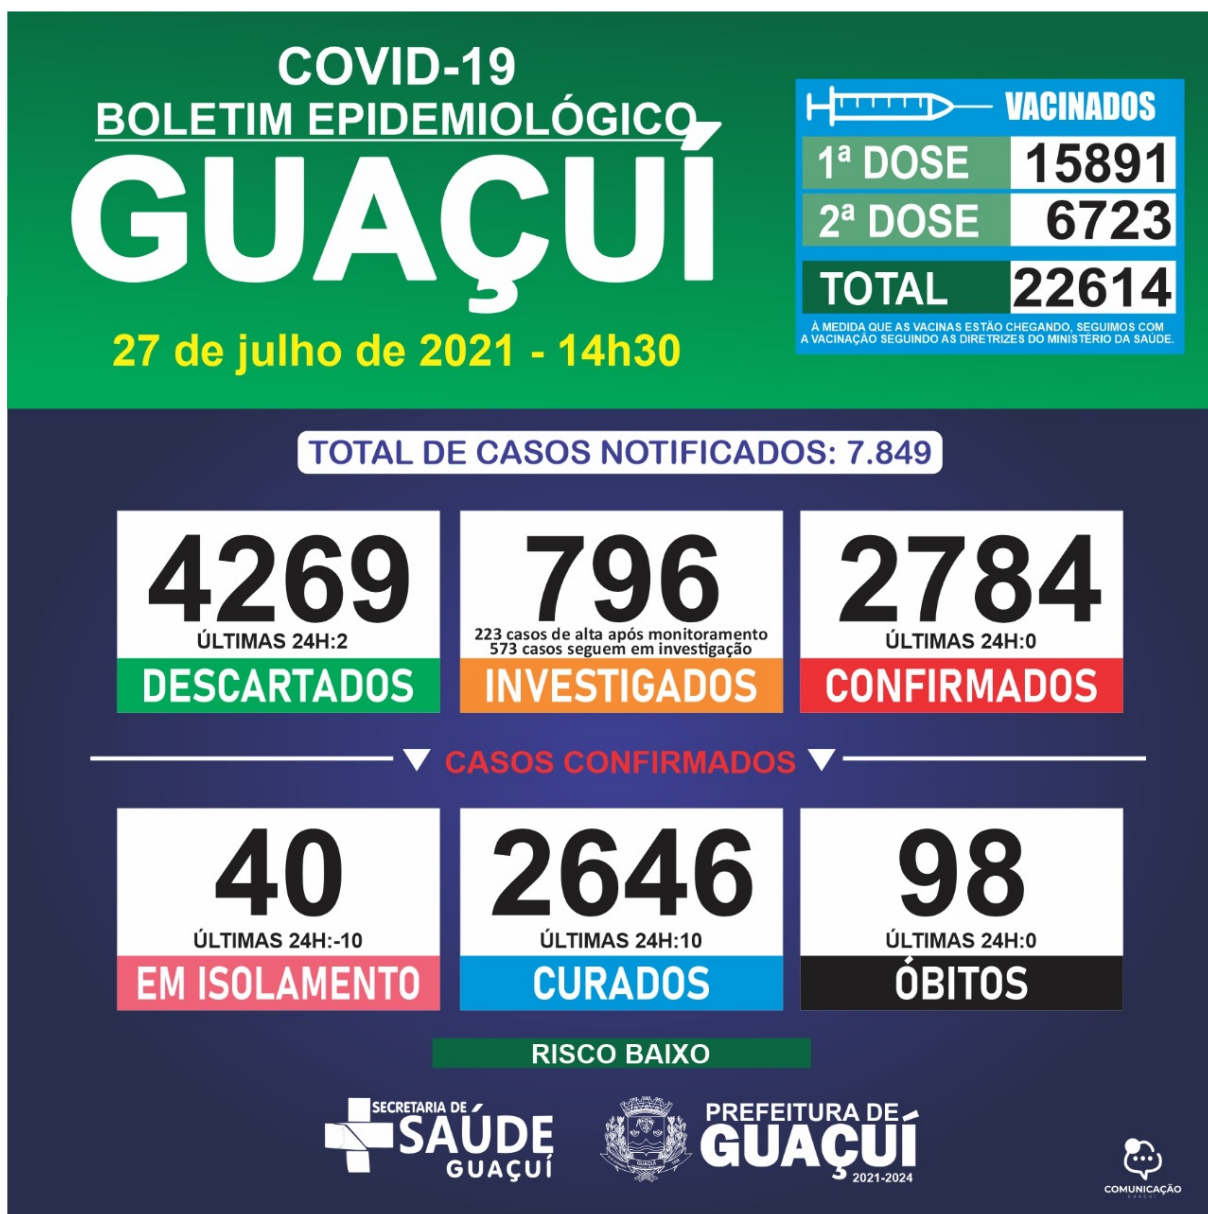 COVID-19
BOLETIM EPIDEMIOLÓGICO
GUAÇUÍ
27 de julho de 2021 - 14h30
VACINADOS
1ª DOSE 15891
2ª DOSE 6723
TOTAL 22614
À MEDIDA QUE AS VACINAS ESTÃO CHEGANDO, SEGUIMOS COM
A VACINAÇÃO SEGUINDO AS DIRETRIZES DO MINISTÉRIO DA SAÚDE.
TOTAL DE CASOS NOTIFICADOS: 7.849
4269
ÚLTIMAS 24H:2
DESCARTADOS
796
223 casos de alta após monitoramento
573 casos seguem em investigação
INVESTIGADOS
2784
ÚLTIMAS 24H:0
CONFIRMADOS
CASOS CONFIRMADOS
40
ÚLTIMAS 24H:-10
EM ISOLAMENTO
2646
ÚLTIMAS 24H:10
CURADOS
98
ÚLTIMAS 24H:0
ÓBITOS
RISCO BAIXO
SECRETARIA DE
SAÚDE
GUAÇUÍ
PREFEITURA DE
GUAÇUÍ
2021-2024
COMUNICAÇÃO